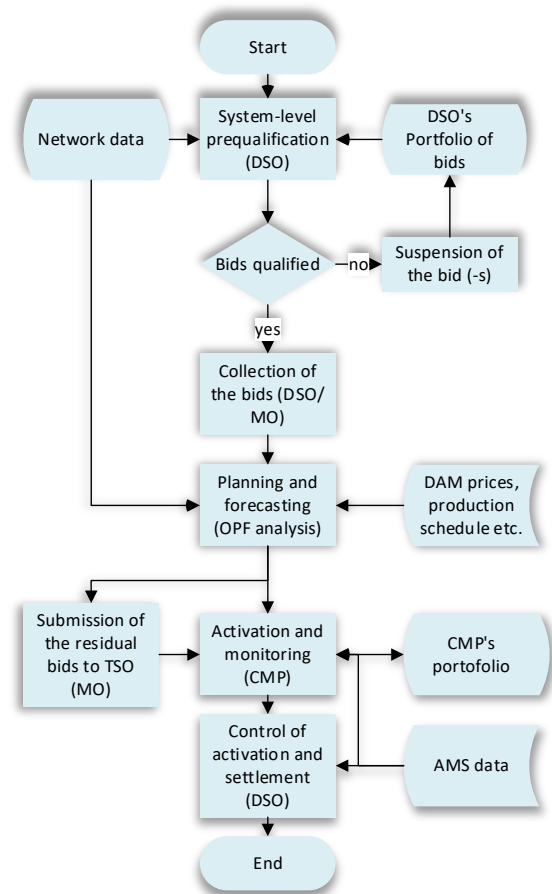 Start
Network data
System-level
prequalification
(DSO)
DSO's
Portfolio of
bids
Bids qualified
no
Suspension of
the bid (-s)
yes
Collection of
the bids (DSO/
MO)
Planning and
forecasting
(OPF analysis)
DAM prices,
production
schedule etc.
Submission of
the residual
bids to TSO
(MO)
Activation and
monitoring
(CMP)
CMP's
portofolio
Control of
activation and
settlement
(DSO)
AMS data
End